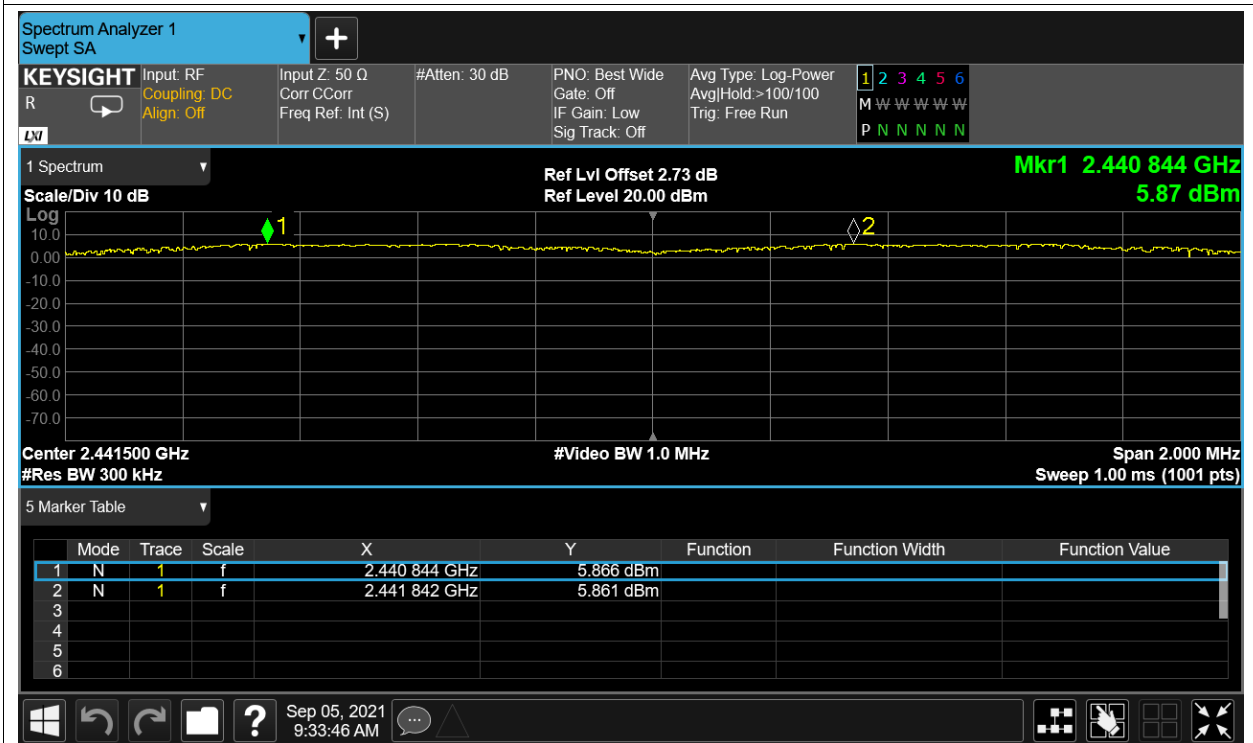 Spectrum Analyzer 1
Swept SA
KEYSIGHT
R
LXI
Input: RF
Coupling: DC
Align: Off
Input Z: 50 Ω
Corr CCorr
Freq Ref: Int (S)
#Atten: 30 dB
PNO: Best Wide
Gate: Off
IF Gain: Low
Sig Track: Off
Avg Type: Log-Power
Avg|Hold:>100/100
Trig: Free Run
1 2 3 4 5 6
M W W W W W
P N N N N N
1 Spectrum
Scale/Div 10 dB
Ref Lvl Offset 2.73 dB
Ref Level 20.00 dBm
Mkr1 2.440 844 GHz
5.87 dBm
Log
10.0
0.00
-10.0
-20.0
-30.0
-40.0
-50.0
-60.0
-70.0
1
2
Center 2.441500 GHz
#Res BW 300 kHz
#Video BW 1.0 MHz
Span 2.000 MHz
Sweep 1.00 ms (1001 pts)
5 Marker Table
Mode Trace Scale X Y Function Function Width Function Value
1 N 1 f 2.440 844 GHz 5.866 dBm
2 N 1 f 2.441 842 GHz 5.861 dBm
3
4
5
6
?
Sep 05, 2021
9:33:46 AM